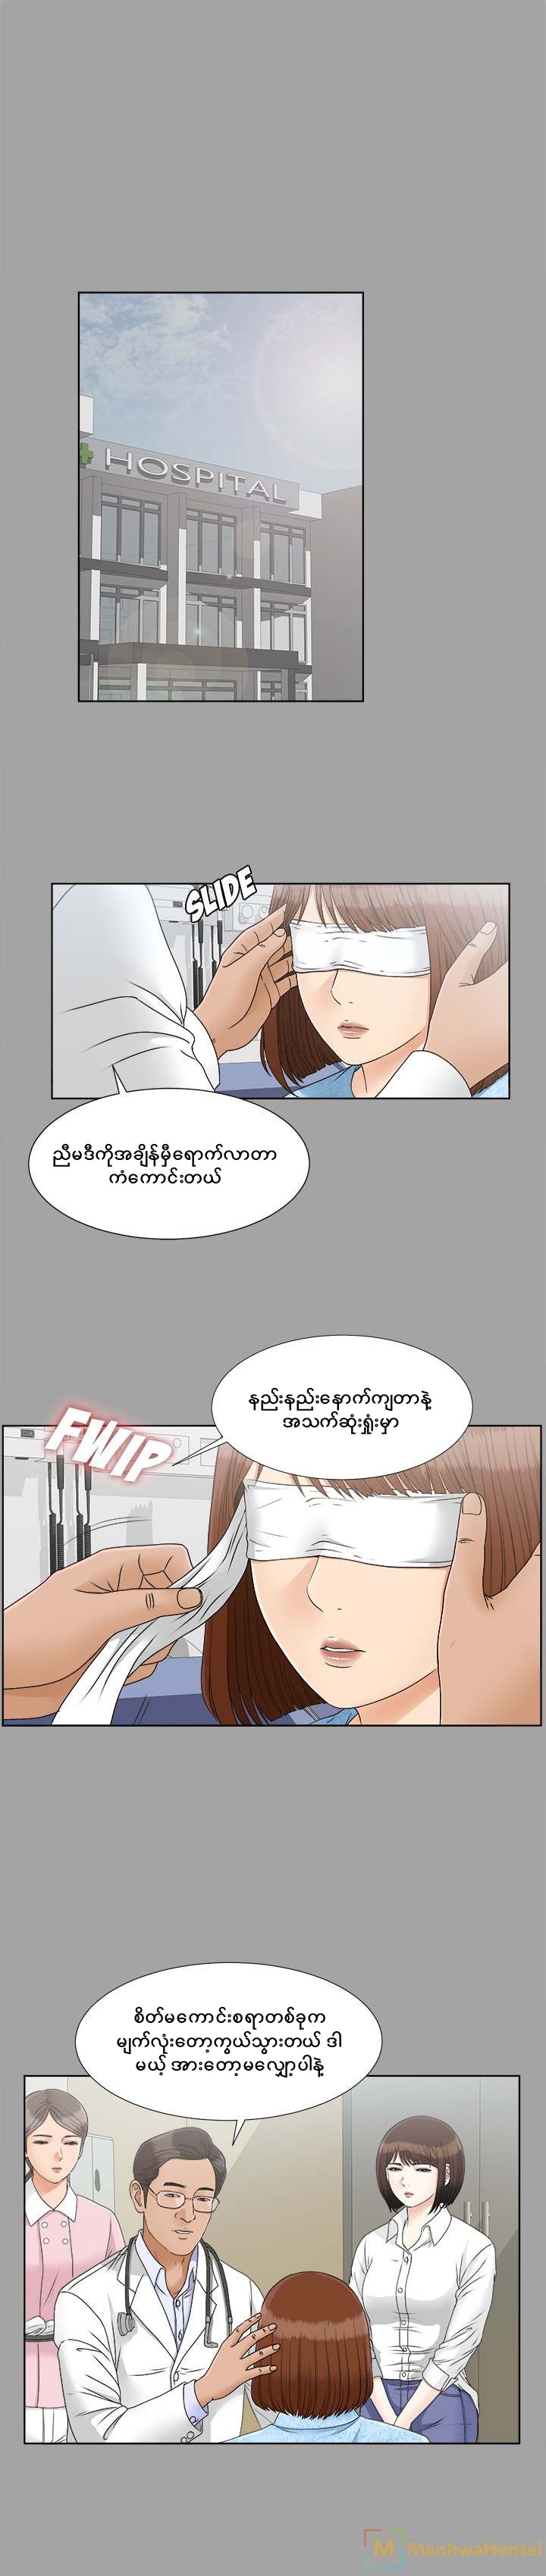 HOSPITAL
SLIDE
ညီမဒီကိုအချိန်မှီရောက်လာတာ
ကံကောင်းတယ်
နည်းနည်းနောက်ကျတာနဲ့
အသက်ဆုံးရှုံးမှာ
FWIP
စိတ်မကောင်းစရာတစ်ခုက
မျက်လုံးတော့ကွယ်သွားတယ် ဒါ
မယ့် အားတော့မလျှော့ပါနဲ့
M ManhwaHentai